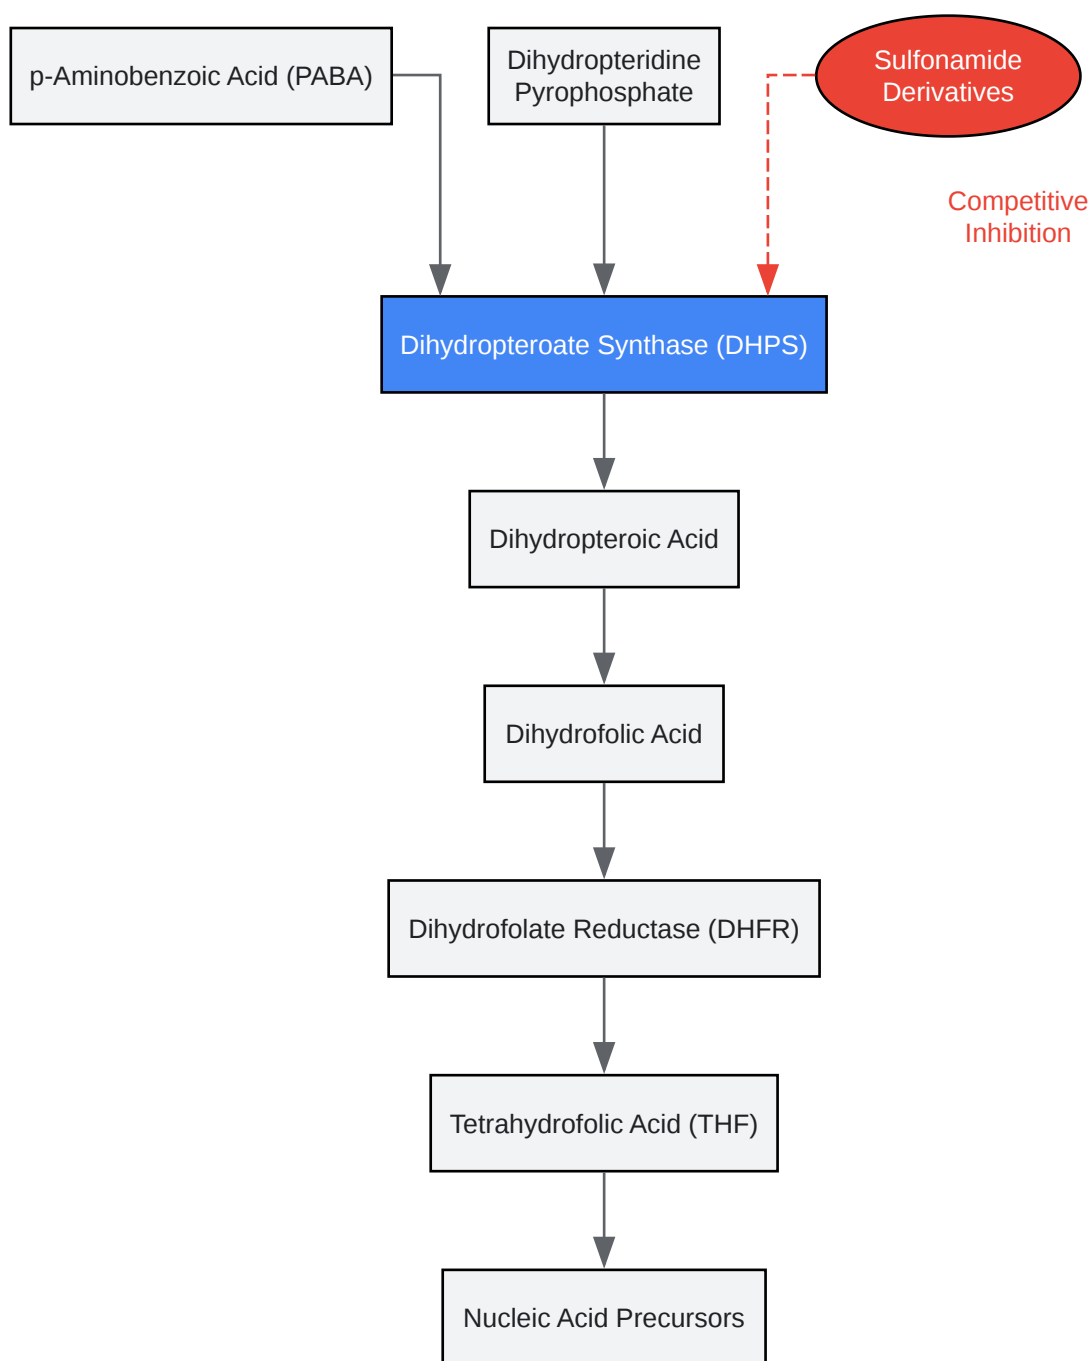 p-Aminobenzoic Acid (PABA)
Dihydropteridine
Pyrophosphate
Sulfonamide
Derivatives
Competitive
Inhibition
Dihydropteroate Synthase (DHPS)
Dihydropteroic Acid
Dihydrofolic Acid
Dihydrofolate Reductase (DHFR)
Tetrahydrofolic Acid (THF)
Nucleic Acid Precursors